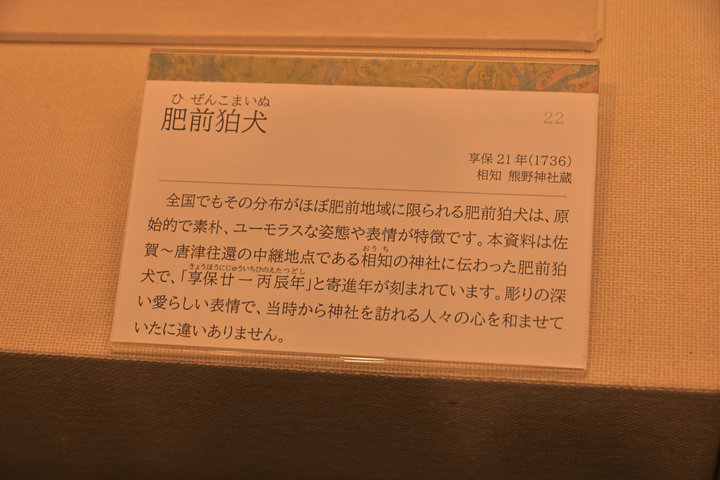 ひ ぜんこまいぬ
肥前狛犬
22
享保21年(1736)
相知 熊野神社蔵
全国でもその分布がほぼ肥前地域に限られる肥前狛犬は、原
始的で素朴、ユーモラスな姿態や表情が特徴です。本資料は佐
おうち
賀～唐津往還の中継地点である相知の神社に伝わった肥前狛
きょうほうにじゅういちひのえたつどし
犬で、「享保廿一丙辰年」と寄進年が刻まれています。彫りの深
い愛らしい表情で、当時から神社を訪れる人々の心を和ませて
いたに違いありません。